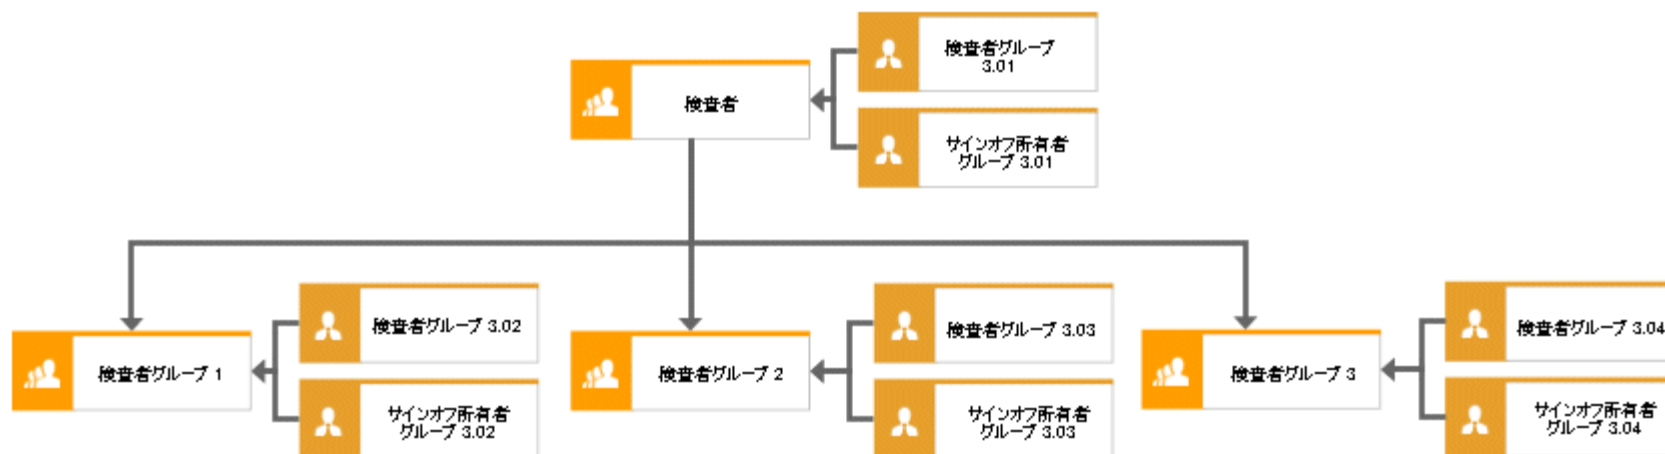 検査者グループ
3.01
検査者
サインオフ所有者
グループ 3.01
検査者グループ 3.02
検査者グループ 3.03
検査者グループ 3.04
検査者グループ 1
検査者グループ 2
検査者グループ 3
サインオフ所有者
グループ 3.02
サインオフ所有者
グループ 3.03
サインオフ所有者
グループ 3.04